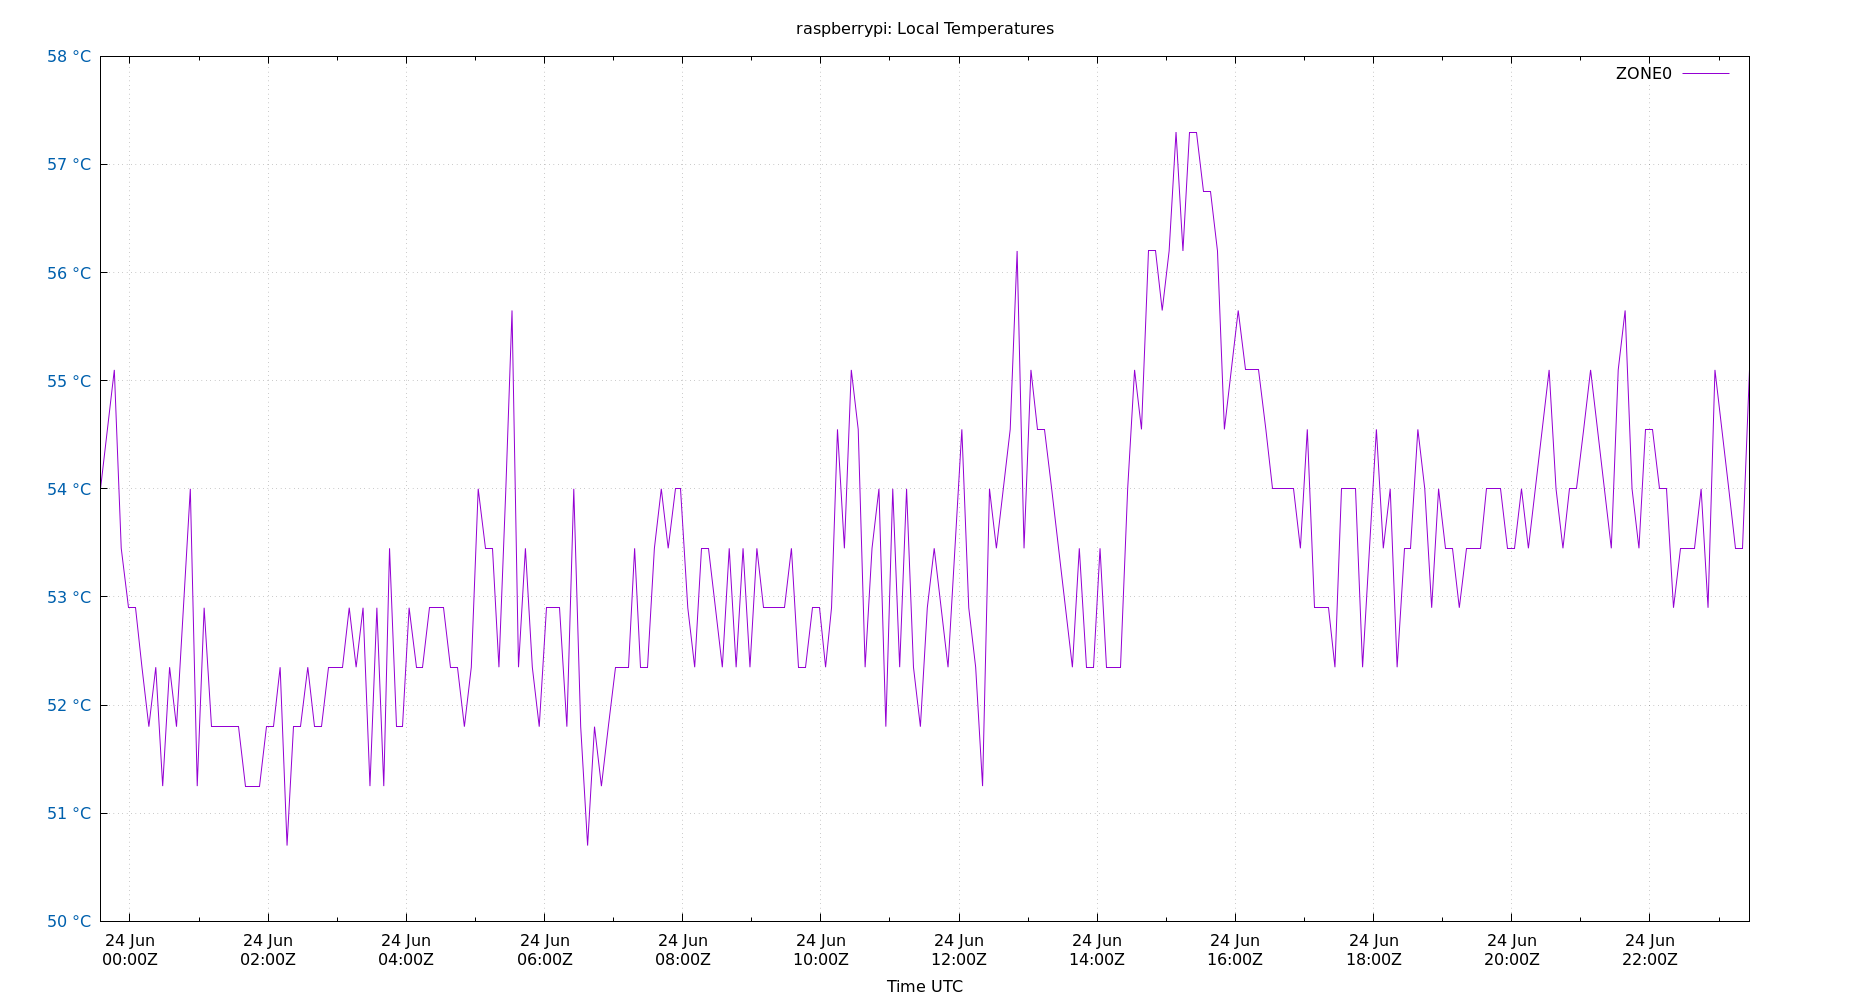 raspberrypi: Local Temperatures
58 °C
ZONE0
57 °C
56 °C
55 °C
54 °C
53 °C
52 °C
51 °C
50 °C
24 Jun 24 Jun 24 Jun 24 Jun 24 Jun 24 Jun 24 Jun 24 Jun 24 Jun 24 Jun 24 Jun 24 Jun
00:00Z 02:00Z 04:00Z 06:00Z 08:00Z 10:00Z 12:00Z 14:00Z 16:00Z 18:00Z 20:00Z 22:00Z
Time UTC